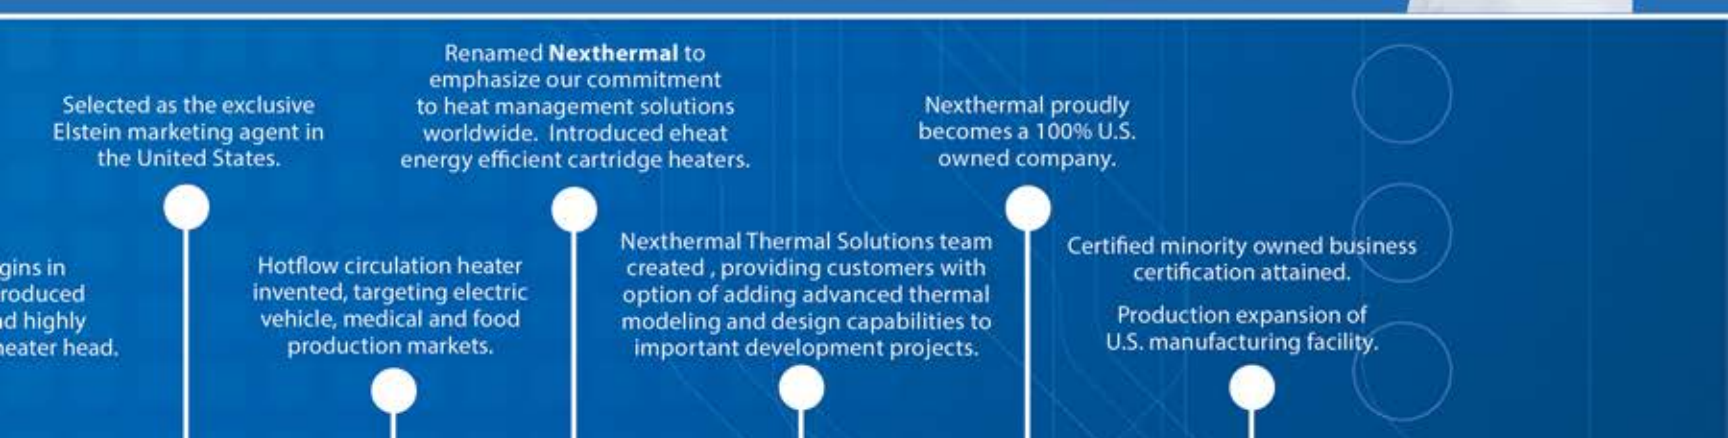 gins in
roduced
d highly
heater head.
Selected as the exclusive
Elstein marketing agent in
the United States.
Hotflow circulation heater
invented, targeting electric
vehicle, medical and food
production markets.
Renamed Nexthermal to
emphasize our commitment
to heat management solutions
worldwide. Introduced eheat
energy efficient cartridge heaters.
Nexthermal Thermal Solutions team
created , providing customers with
option of adding advanced thermal
modeling and design capabilities to
important development projects.
Nexthermal proudly
becomes a 100% U.S.
owned company.
Certified minority owned business
certification attained.
Production expansion of
U.S. manufacturing facility.